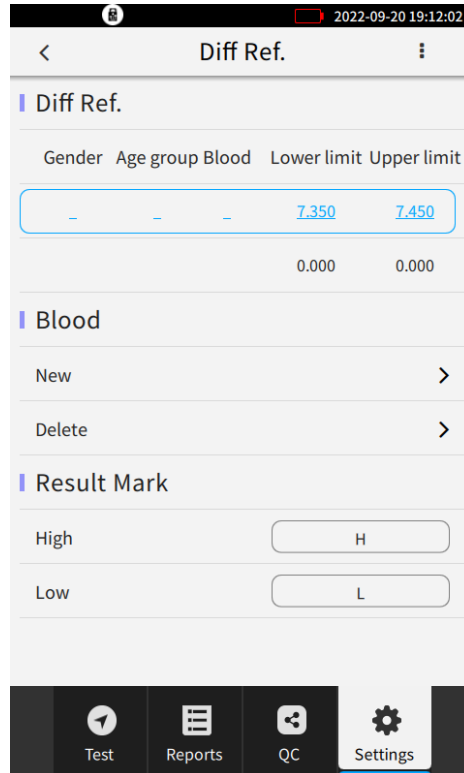 2022-09-20 19:12:02
Diff Ref.
Diff Ref.
Gender Age group Blood Lower limit Upper limit
– – – 7.350 7.450
0.000 0.000
Blood
New
Delete
Result Mark
High H
Low L
Test Reports QC Settings